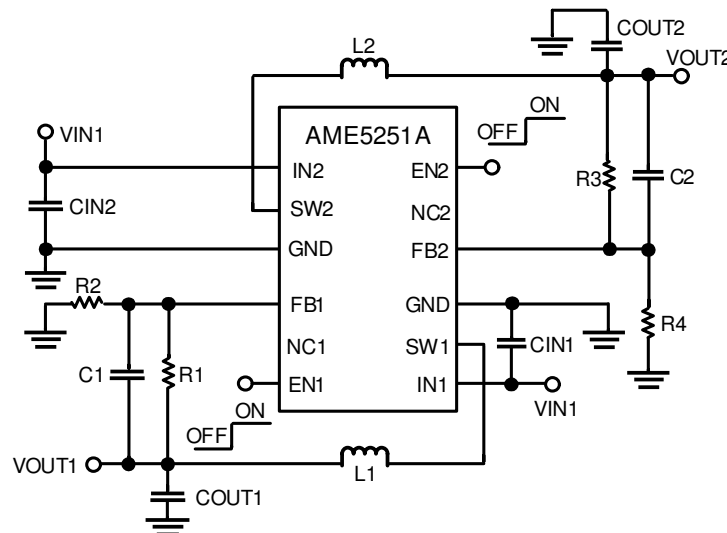 COUT2
L2
VOUT2
ON
OFF
AME5251A
VIN1
IN2
EN2
R3
C2
CIN2
SW2
NC2
GND
FB2
R2
FB1
GND
R4
C1
R1
NC1
SW1
CIN1
EN1
IN1
VIN1
ON
OFF
VOUT1
L1
COUT1